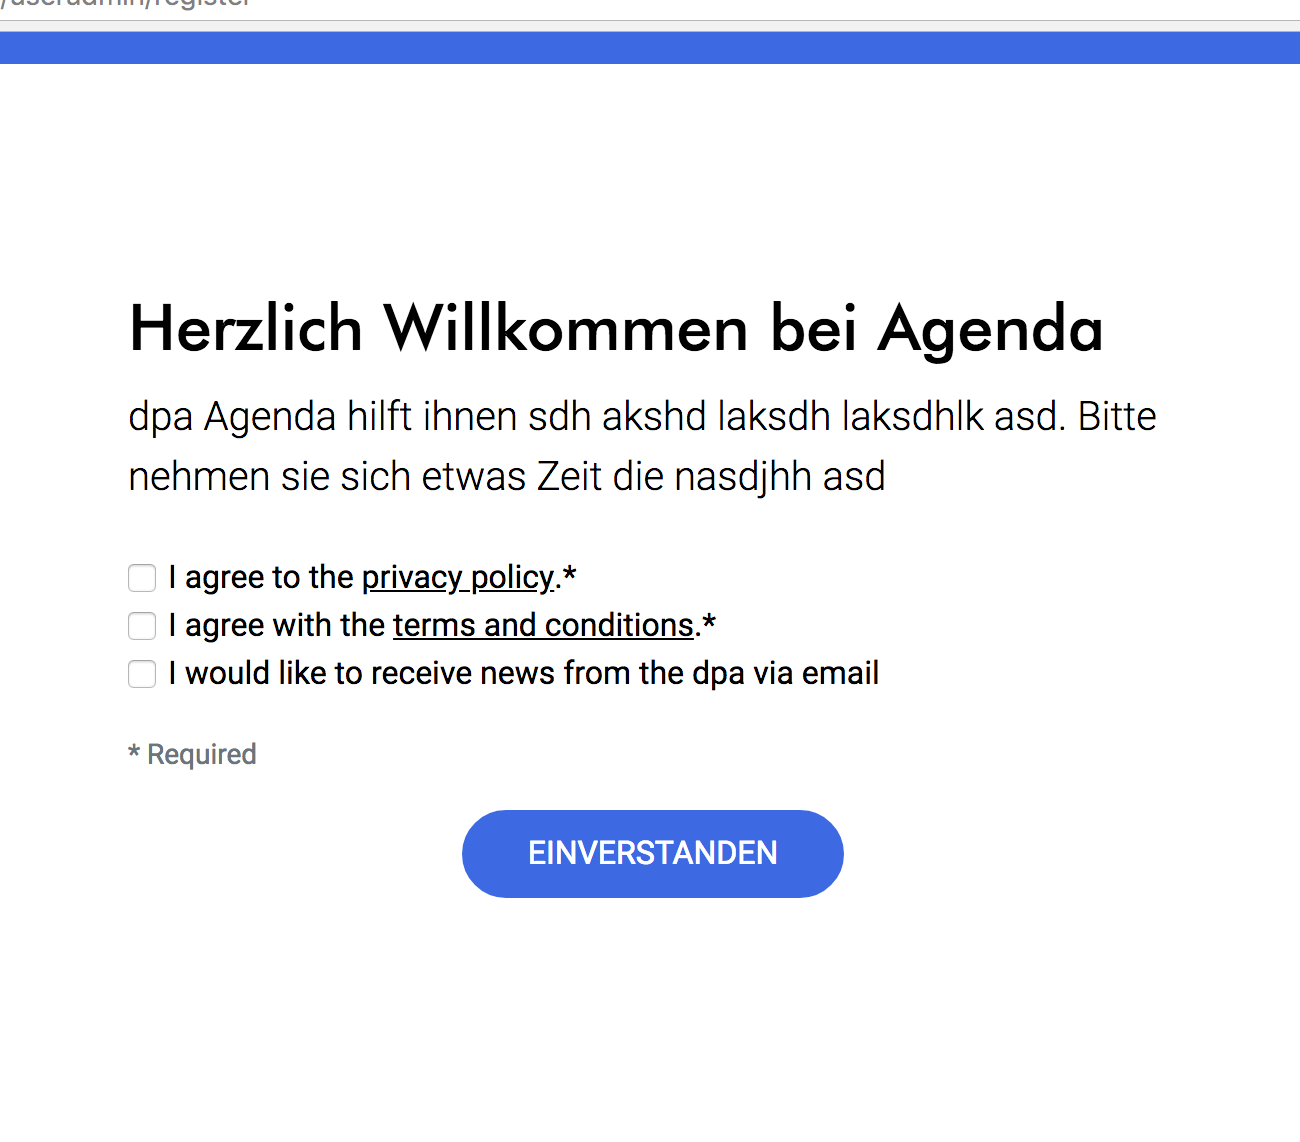 /useradmin/register
Herzlich Willkommen bei Agenda
dpa Agenda hilft ihnen sdh akshd laksdh laksdhlk asd. Bitte
nehmen sie sich etwas Zeit die nasdjhh asd
I agree to the privacy policy.*
I agree with the terms and conditions.*
I would like to receive news from the dpa via email
* Required
EINVERSTANDEN